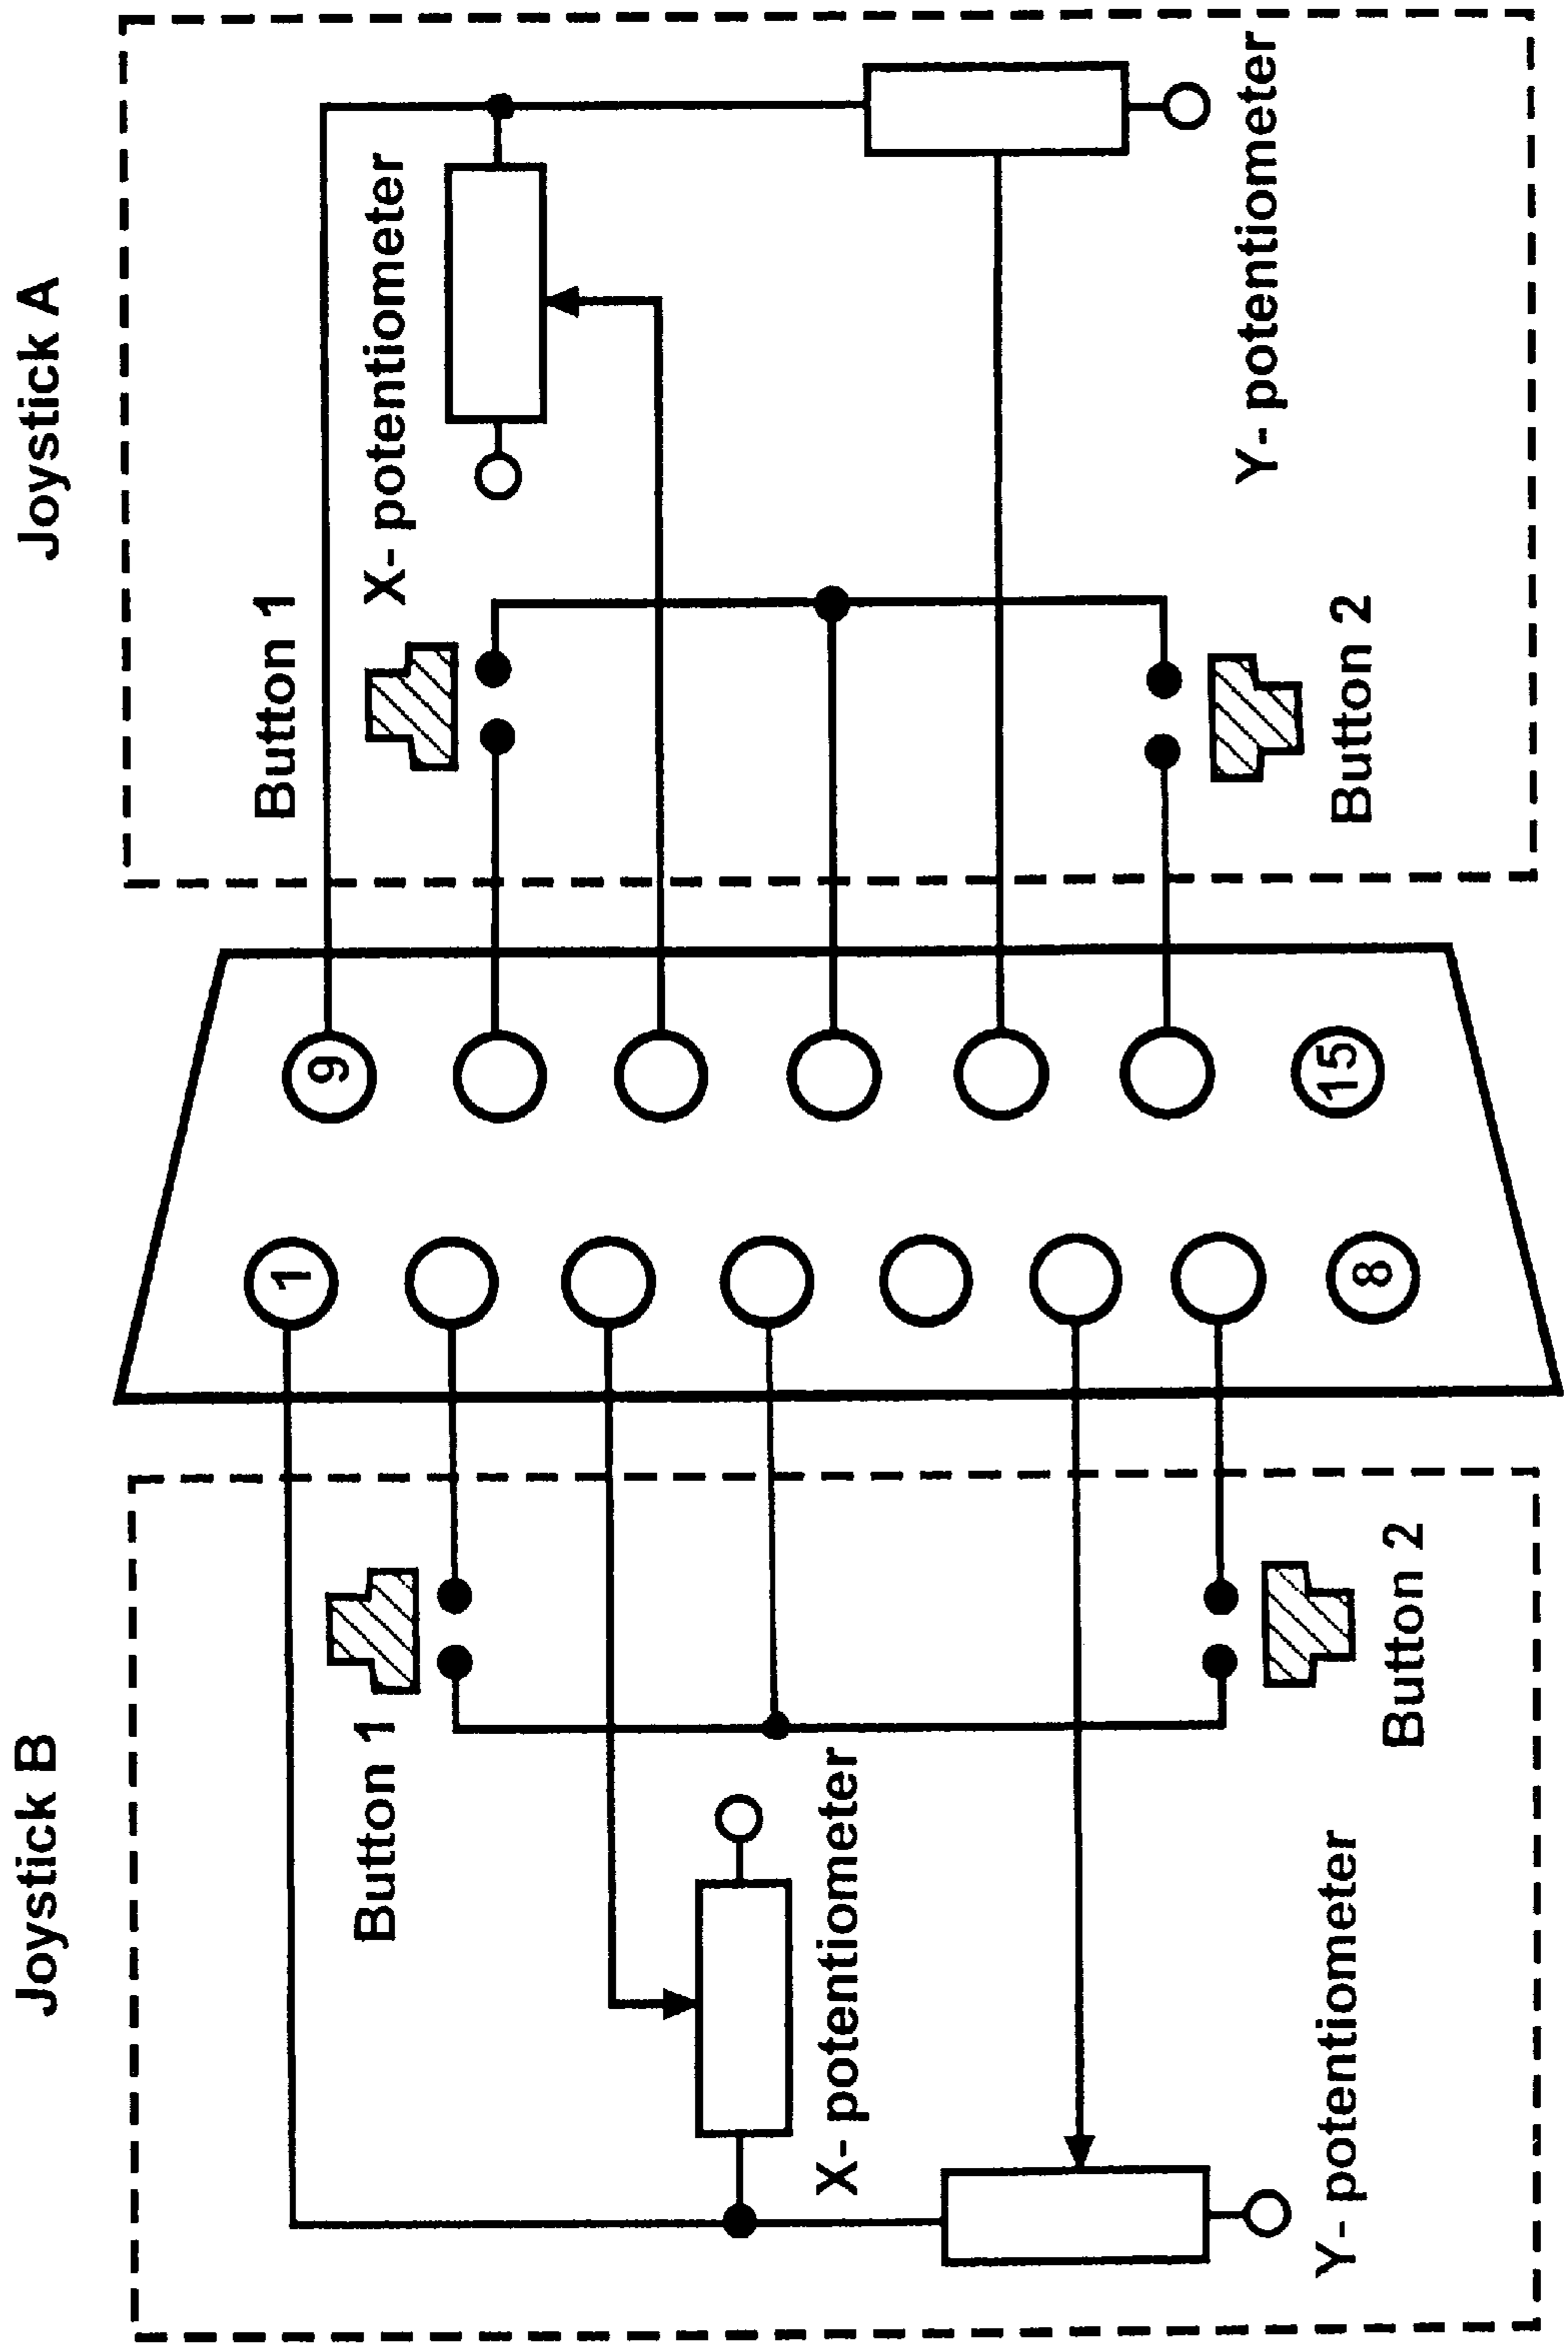 Joystick B
Joystick A
Button 1
X- potentiometer
Y- potentiometer
Button 2
1
8
9
15
Button 1
X- potentiometer
Y- potentiometer
Button 2